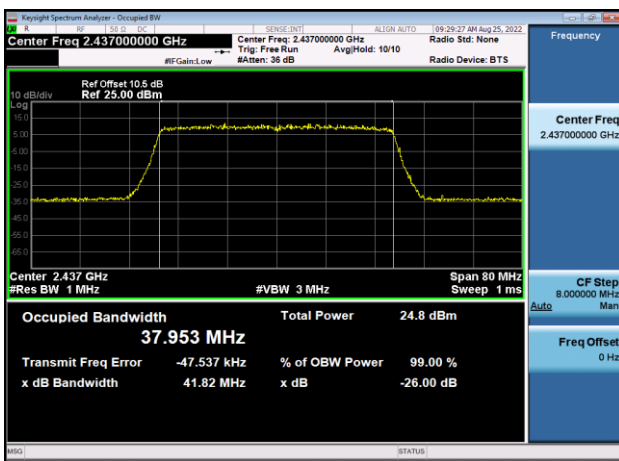 Keysight Spectrum Analyzer - Occupied BW
R RF 50 Ω DC SENSE:INT ALIGN AUTO 09:29:27 AM Aug 25, 2022
Center Freq 2.437000000 GHz Center Freq: 2.437000000 GHz Radio Std: None Frequency
Trig: Free Run Avg|Hold: 10/10
#IFGain:Low #Atten: 36 dB Radio Device: BTS
Ref Offset 10.5 dB
10 dB/div Ref 25.00 dBm
Log
15.0
5.00
-5.00
-15.0
-25.0
-35.0
-45.0
-55.0
-65.0
Center 2.437 GHz Span 80 MHz
#Res BW 1 MHz #VBW 3 MHz Sweep 1 ms
Occupied Bandwidth Total Power 24.8 dBm
37.953 MHz
Transmit Freq Error -47.537 kHz % of OBW Power 99.00 %
x dB Bandwidth 41.82 MHz x dB -26.00 dB
Center Freq
2.437000000 GHz
CF Step
8.000000 MHz
Auto Man
Freq Offset
0 Hz
MSG STATUS